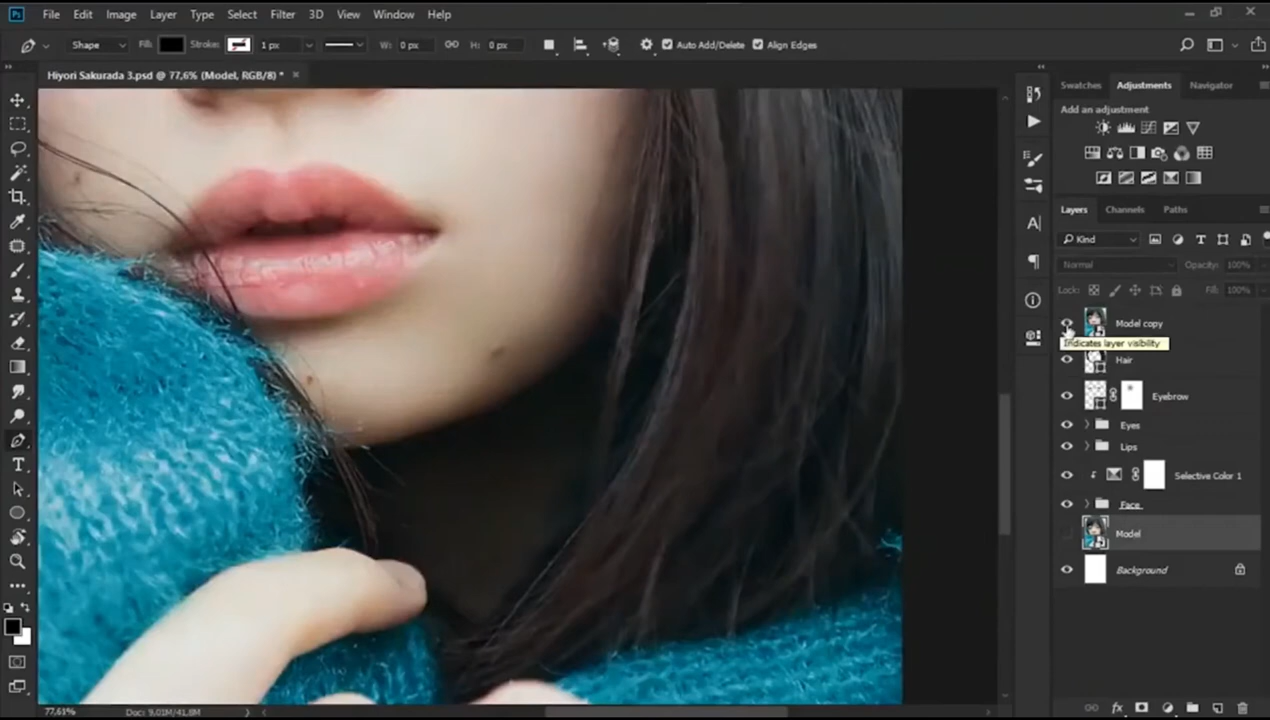 Ps File Edit Image Layer Type Select Filter 3D View Window Help
Shape Fill: Stroke: 1 px W: 0 px H: 0 px Auto Add/Delete Align Edges
Hiyori Sakurada 3.psd @ 77,6% (Model, RGB/8) *
Swatches Adjustments Navigator
Add an adjustment
Layers Channels Paths
Kind
Normal Opacity: 100%
Lock: Fill: 100%
Model copy
Indicates layer visibility
Hair
Eyebrow
Eyes
Lips
Selective Color 1
Face
Model
Background
77,61% Doc: 9,01M/41,8M